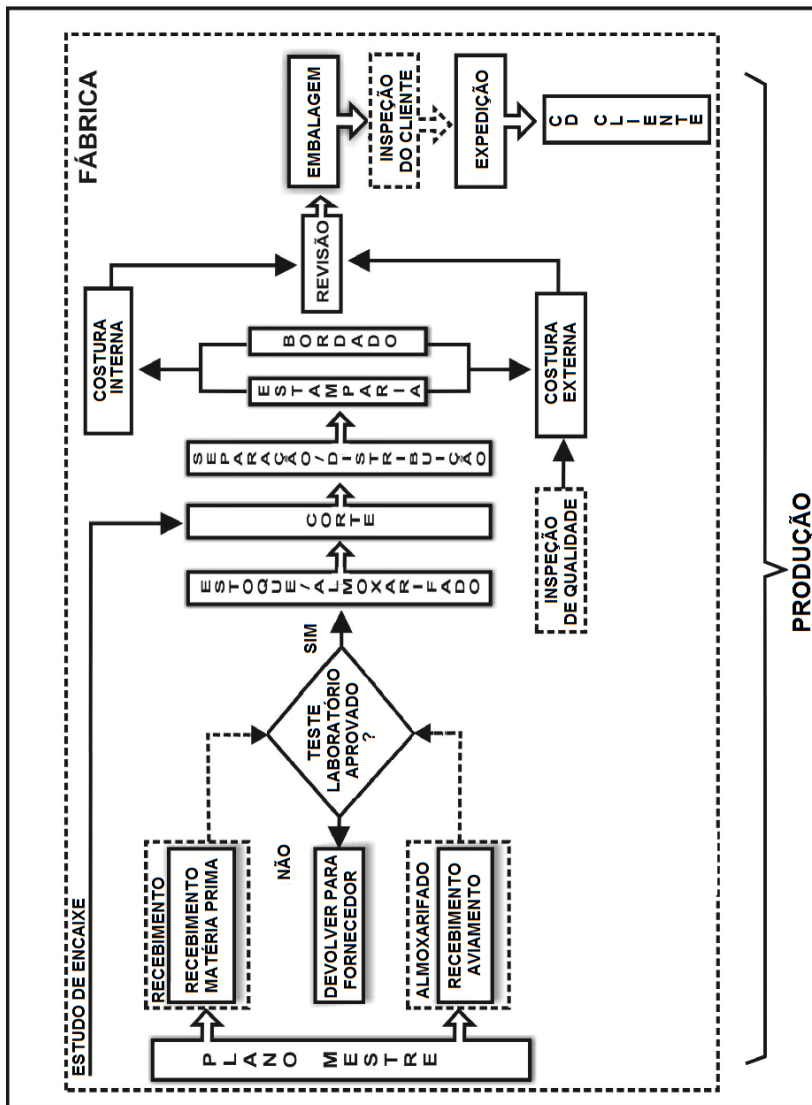 FÁBRICA
ESTUDO DE ENCAIXE
PLANO MESTRE
RECEBIMENTO
RECEBIMENTO
MATÉRIA PRIMA
NÃO
DEVOLVER PARA
FORNECEDOR
ALMOXARIFADO
RECEBIMENTO
AVIAMENTO
TESTE
LABORATÓRIO
APROVADO
?
SIM
ESTOQUE/ALMOXARIFADO
CORTE
SEPARAÇÃO/DISTRIBUIÇÃO
ESTAMPARIA
BORDADO
COSTURA
INTERNA
COSTURA
EXTERNA
INSPEÇÃO
DE QUALIDADE
REVISÃO
EMBALAGEM
INSPEÇÃO
DO CLIENTE
EXPEDIÇÃO
CD CLIENTE
PRODUÇÃO